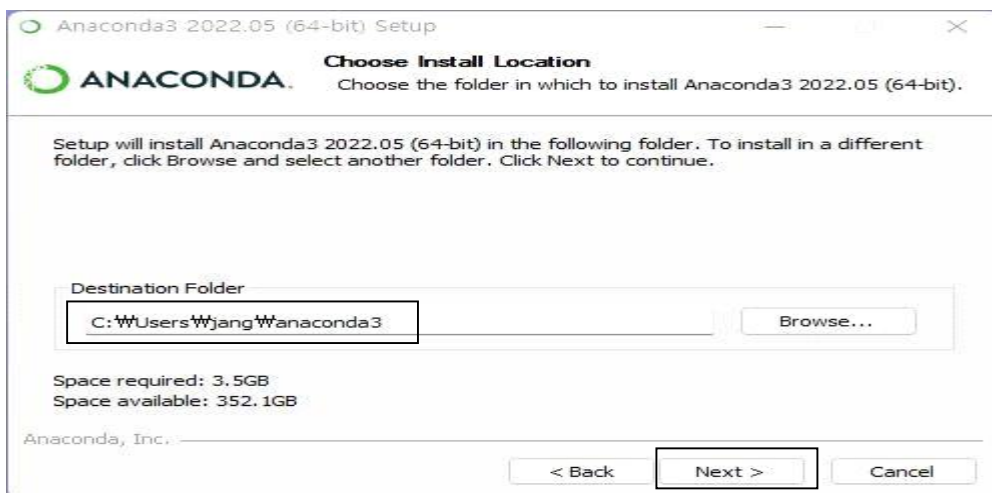 Anaconda3 2022.05 (64-bit) Setup
ANACONDA.
Choose Install Location
Choose the folder in which to install Anaconda3 2022.05 (64-bit).
Setup will install Anaconda3 2022.05 (64-bit) in the following folder. To install in a different
folder, click Browse and select another folder. Click Next to continue.
Destination Folder
C:₩Users₩jang₩anaconda3
Browse...
Space required: 3.5GB
Space available: 352.1GB
Anaconda, Inc.
< Back
Next >
Cancel